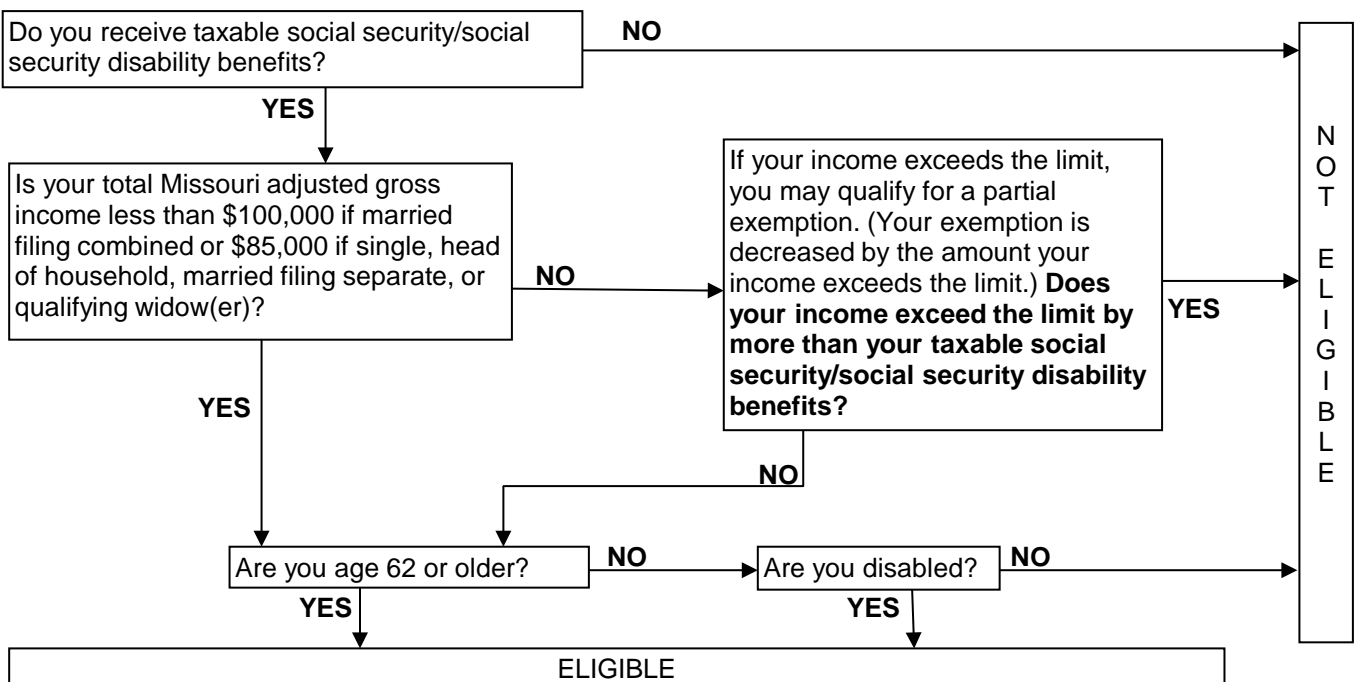 Do you receive taxable social security/social
security disability benefits?
NO
YES
Is your total Missouri adjusted gross
income less than $100,000 if married
filing combined or $85,000 if single, head
of household, married filing separate, or
qualifying widow(er)?
NO
If your income exceeds the limit,
you may qualify for a partial
exemption. (Your exemption is
decreased by the amount your
income exceeds the limit.) Does
your income exceed the limit by
more than your taxable social
security/social security disability
benefits?
YES
YES
NO
Are you age 62 or older?
NO
Are you disabled?
NO
YES
YES
ELIGIBLE
N
O
T
E
L
I
G
I
B
L
E